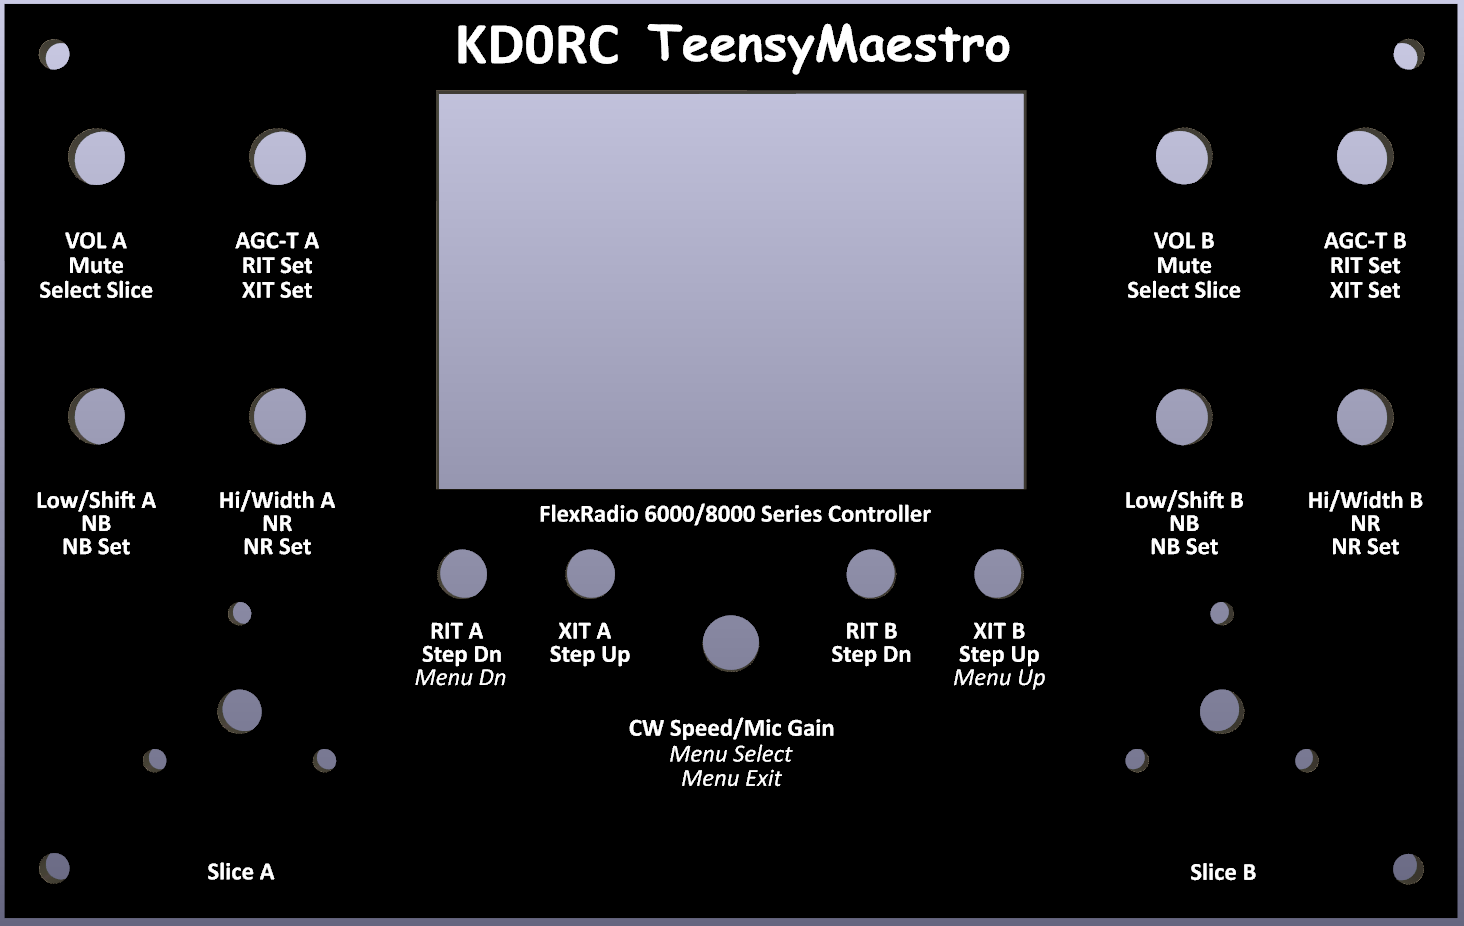 KD0RC TeensyMaestro
VOL A
Mute
Select Slice
AGC-T A
RIT Set
XIT Set
VOL B
Mute
Select Slice
AGC-T B
RIT Set
XIT Set
Low/Shift A
NB
NB Set
Hi/Width A
NR
NR Set
FlexRadio 6000/8000 Series Controller
Low/Shift B
NB
NB Set
Hi/Width B
NR
NR Set
RIT A
Step Dn
Menu Dn
XIT A
Step Up
RIT B
Step Dn
XIT B
Step Up
Menu Up
CW Speed/Mic Gain
Menu Select
Menu Exit
Slice A
Slice B